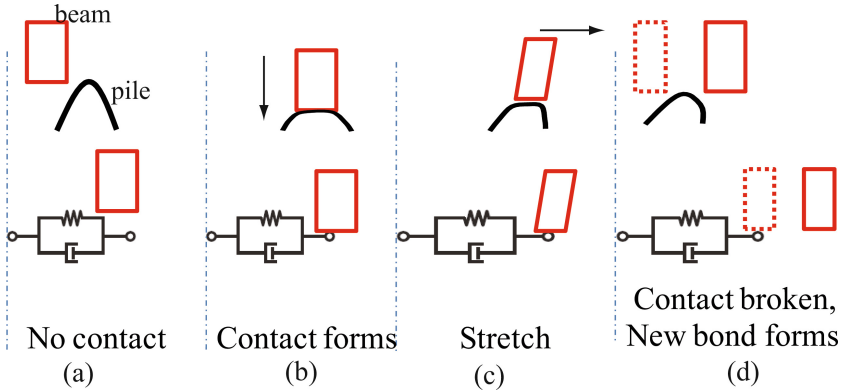 beam
pile
No contact
(a)
Contact forms
(b)
Stretch
(c)
Contact broken,
New bond forms
(d)